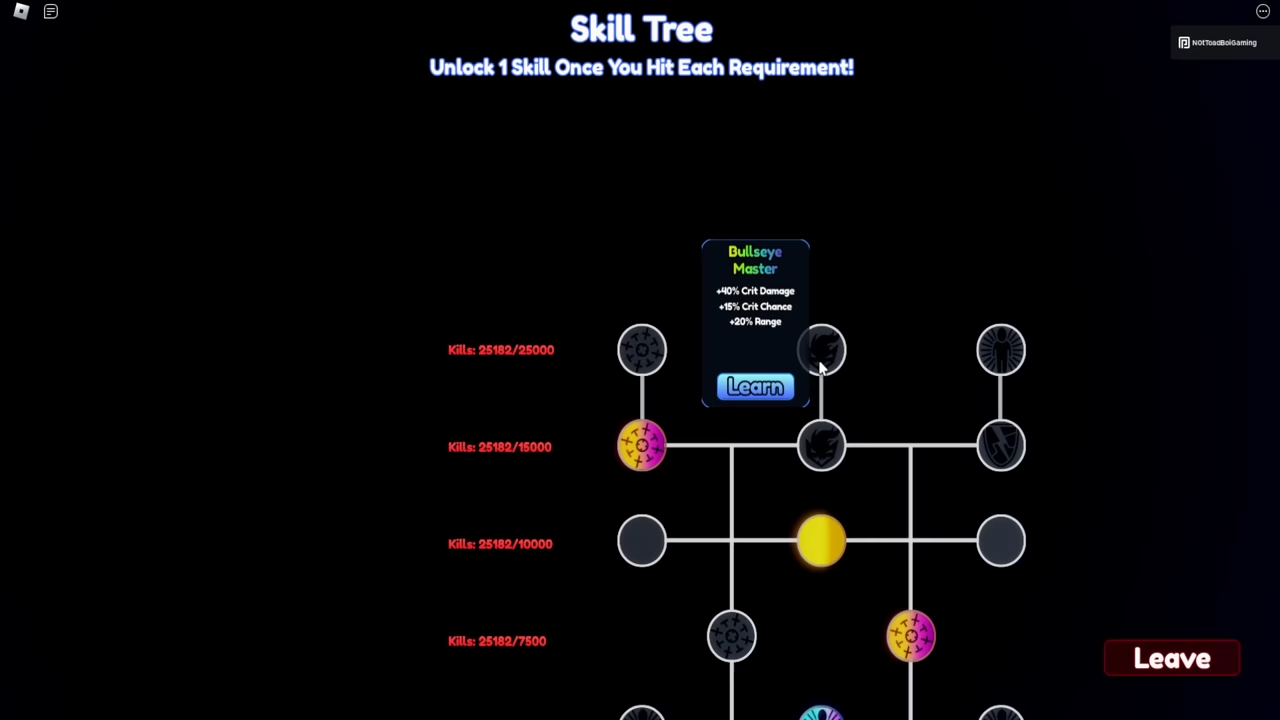 Skill Tree
Unlock 1 Skill Once You Hit Each Requirement!
N0tToadBoiGaming
Bullseye
Master
+40% Crit Damage
+15% Crit Chance
+20% Range
Learn
Kills: 25182/25000
Kills: 25182/15000
Kills: 25182/10000
Kills: 25182/7500
Leave